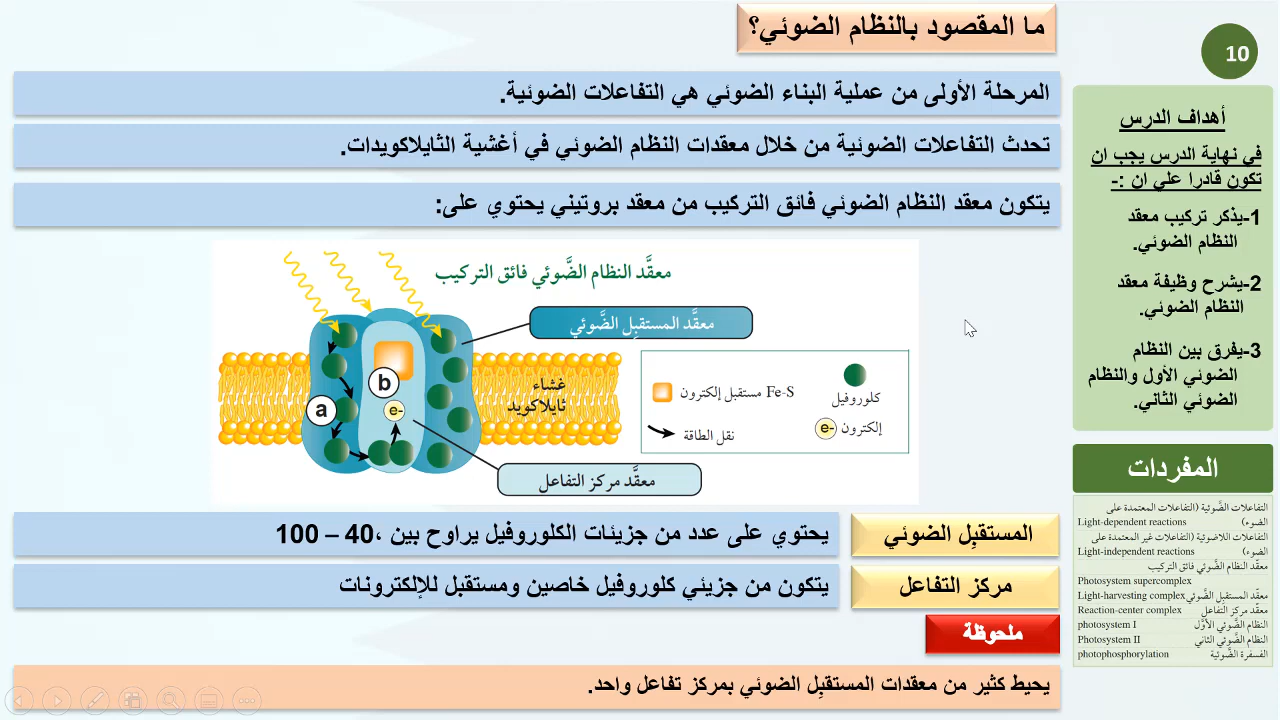 ما المقصود بالنظام الضوئي؟
10
المرحلة الأولى من عملية البناء الضوئي هي التفاعلات الضوئية.
تحدث التفاعلات الضوئية من خلال معقدات النظام الضوئي في أغشية الثايلاكويدات.
يتكون معقد النظام الضوئي فائق التركيب من معقد بروتيني يحتوي على:
معقَّد النظام الضَّوئي فائق التركيب
معقَّد المستقبِل الضَّوئي
a
b
e-
غشاء
ثايلاكويد
كلوروفيل
Fe-S مستقبل إلكترون
إلكترون e-
نقل الطاقة
معقَّد مركز التفاعل
المستقبِل الضوئي
يحتوي على عدد من جزيئات الكلوروفيل يراوح بين ،40 – 100
مركز التفاعل
يتكون من جزيئي كلوروفيل خاصين ومستقبل للإلكترونات
ملحوظة
يحيط كثير من معقدات المستقبِل الضوئي بمركز تفاعل واحد.
أهداف الدرس
في نهاية الدرس يجب ان
تكون قادرا علي ان :-
1-يذكر تركيب معقد
النظام الضوئي.
2-يشرح وظيفة معقد
النظام الضوئي.
3-يفرق بين النظام
الضوئي الأول والنظام
الضوئي الثاني.
المفردات
التفاعلات الضَّوئية (التفاعلات المعتمدة على
الضوء) Light-dependent reactions
التفاعلات اللاضوئية (التفاعلات غير المعتمدة على
الضوء) Light-independent reactions
معقّد النظام الضَّوئي فائق التركيب
Photosystem supercomplex
معقَّد المستقبِل الضَّوئي Light-harvesting complex
معقَّد مركز التفاعل Reaction-center complex
النظام الضَّوئي الأوَّل photosystem I
النظام الضَّوئي الثاني Photosystem II
الفسفرة الضَّوئية photophosphorylation